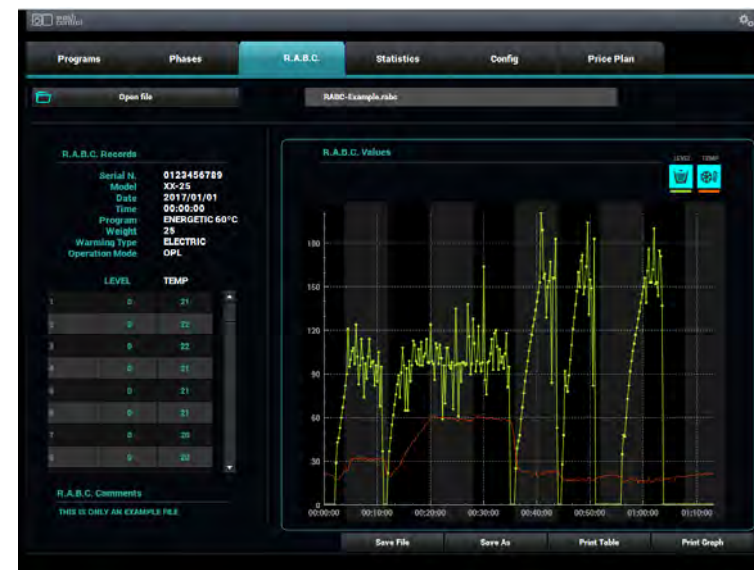 wash control
Programs Phases R.A.B.C. Statistics Config Price Plan
Open file RABC-Example.rabc
R.A.B.C. Records
Serial N. 0123456789
Model XX-25
Date 2017/01/01
Time 00:00:00
Program ENERGETIC 60°C
Weight 25
Warming Type ELECTRIC
Operation Mode OPL
LEVEL TEMP
1 0 21
2 0 22
3 0 22
4 0 21
5 0 21
6 0 21
7 0 20
8 0 20
R.A.B.C. Comments
THIS IS ONLY AN EXAMPLE FILE
R.A.B.C. Values
LEVEL TEMP
180
150
120
90
60
30
0
00:00:00 00:10:00 00:20:00 00:30:00 00:40:00 00:50:00 01:00:00 01:10:00
Save File Save As Print Table Print Graph